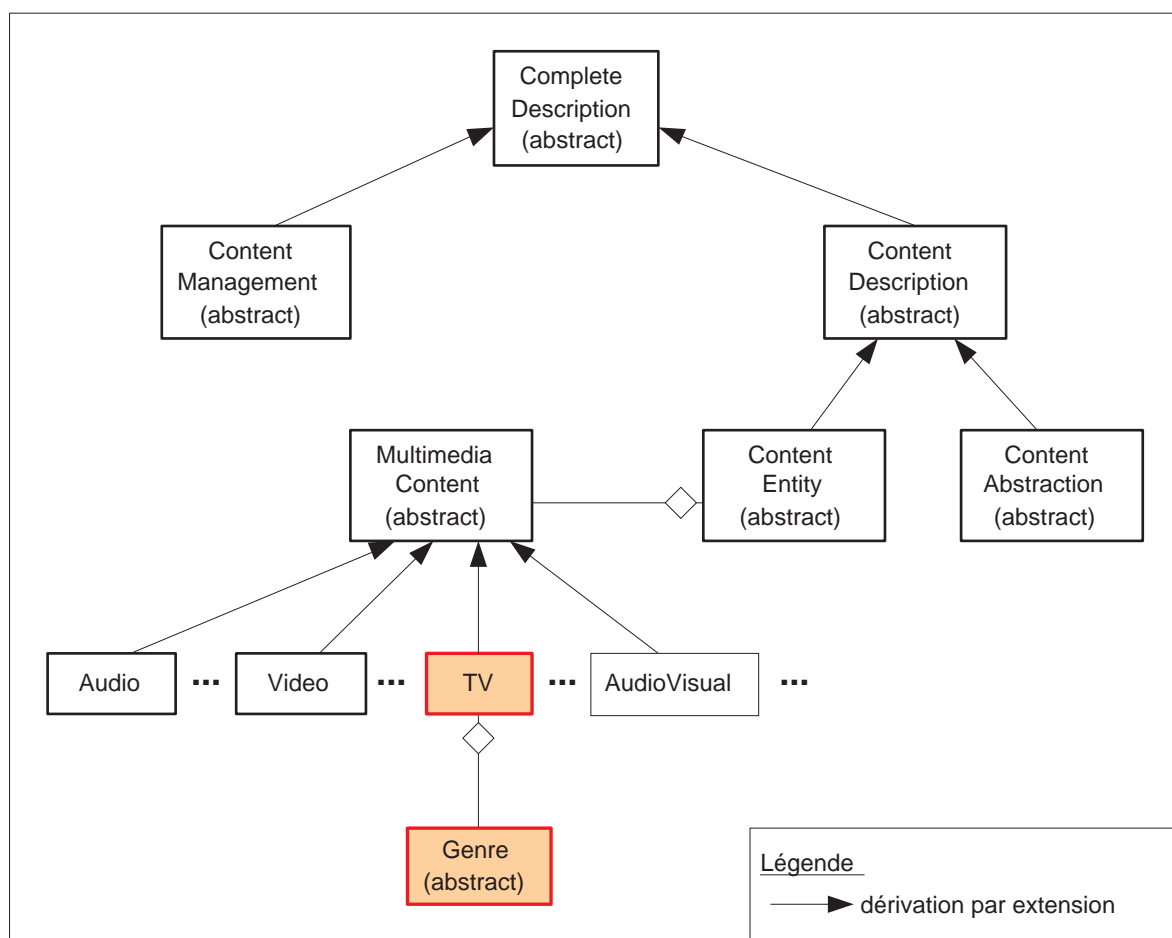 Complete
Description
(abstract)
Content
Management
(abstract)
Content
Description
(abstract)
Multimedia
Content
(abstract)
Content
Entity
(abstract)
Content
Abstraction
(abstract)
Audio ... Video ... TV ... AudioVisual ...
Genre
(abstract)
Légende
dérivation par extension